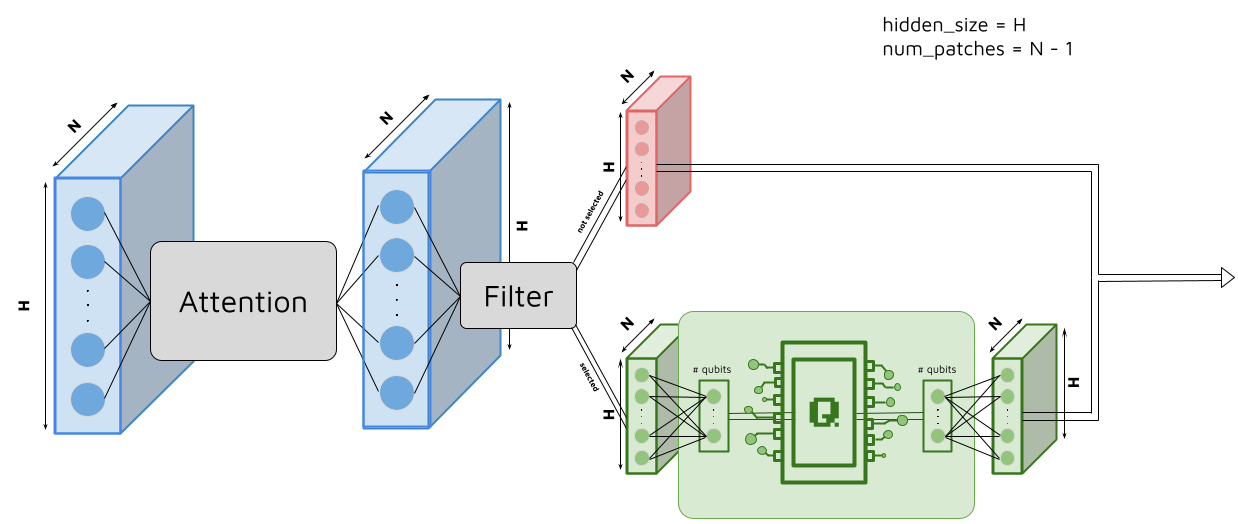 hidden_size = H
num_patches = N - 1
N
N
N
H
H
H
Attention
Filter
not selected
selected
N
N
H
H
# qubits
# qubits
Q.